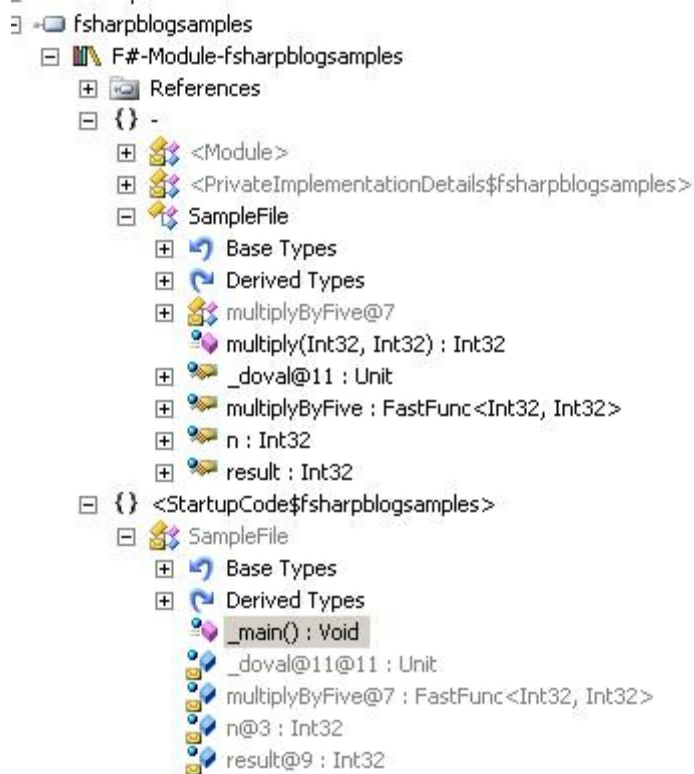 fsharpblogsamples
F#-Module-fsharpblogsamples
References
{} -
<Module>
<PrivateImplementationDetails$fsharpblogsamples>
SampleFile
Base Types
Derived Types
multiplyByFive@7
multiply(Int32, Int32) : Int32
_doval@11 : Unit
multiplyByFive : FastFunc<Int32, Int32>
n : Int32
result : Int32
{} <StartupCode$fsharpblogsamples>
SampleFile
Base Types
Derived Types
_main() : Void
_doval@11@11 : Unit
multiplyByFive@7 : FastFunc<Int32, Int32>
n@3 : Int32
result@9 : Int32